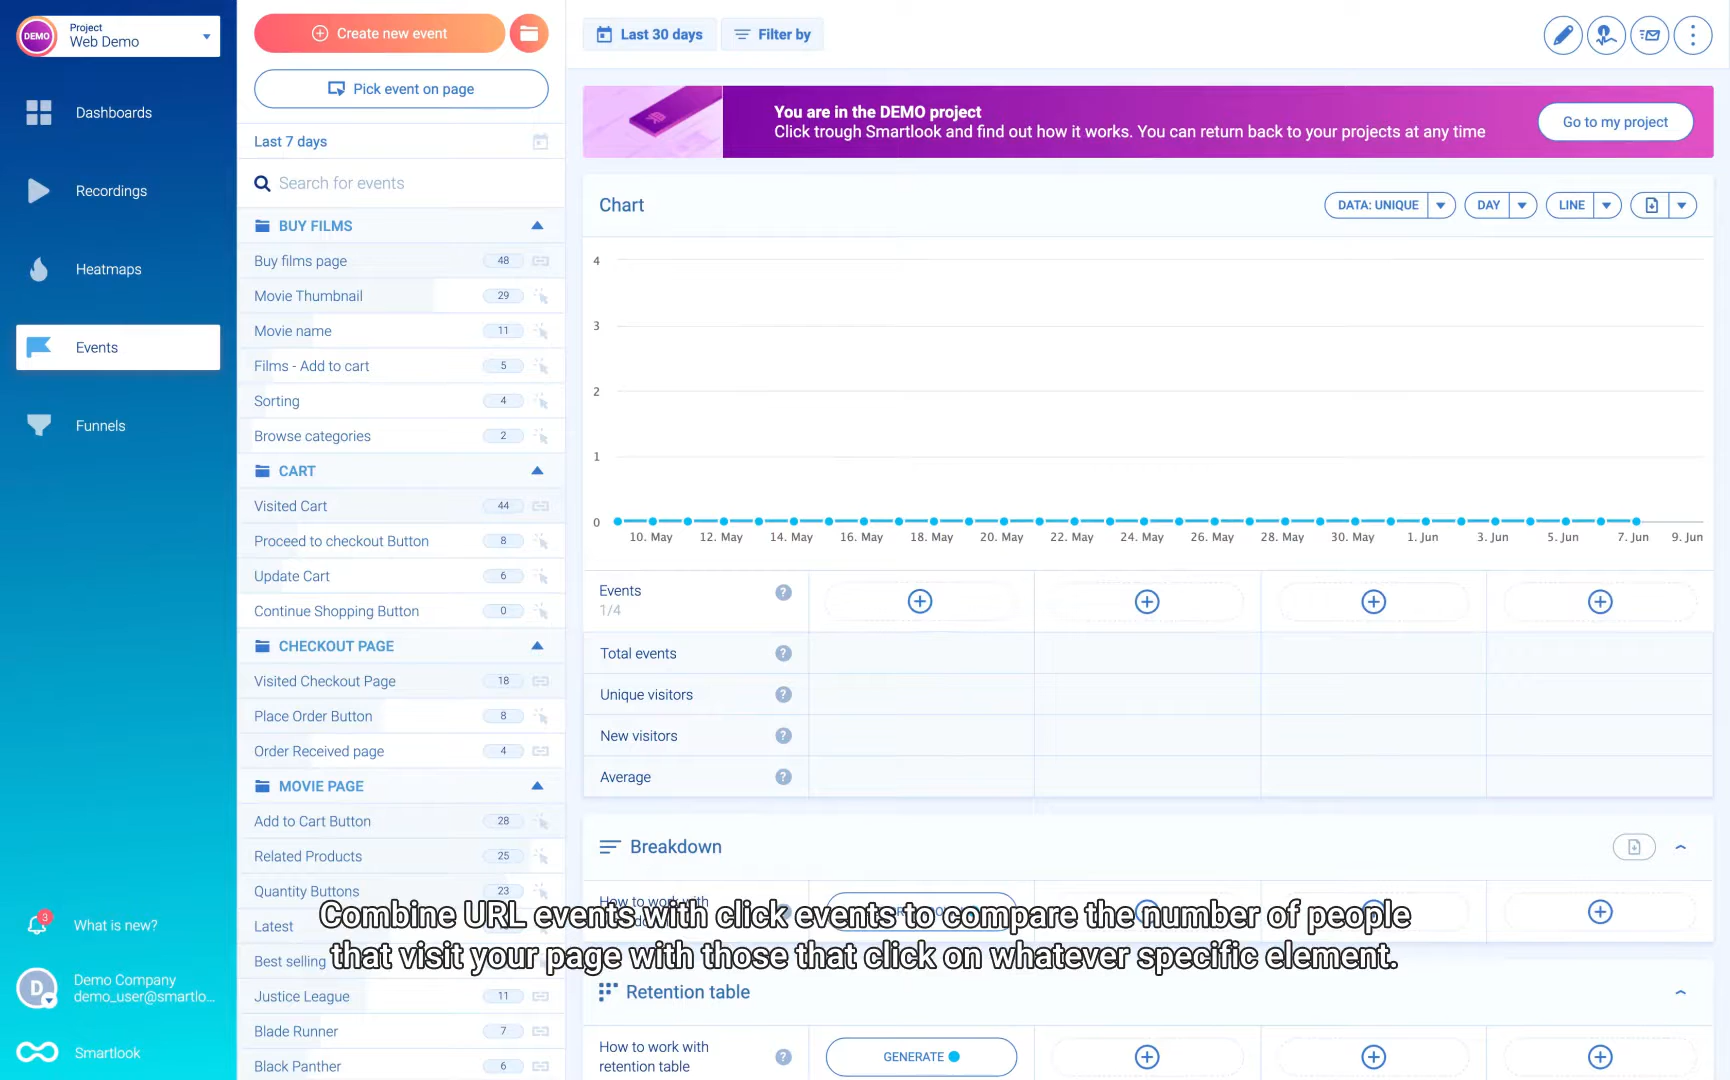 DEMO
Project
Web Demo
Dashboards
Recordings
Heatmaps
Events
Funnels
3
What is new?
D
Demo Company
demo_user@smartlo...
Smartlook
Create new event
Pick event on page
Last 7 days
Search for events
BUY FILMS
Buy films page 48
Movie Thumbnail 29
Movie name 11
Films - Add to cart 5
Sorting 4
Browse categories 2
CART
Visited Cart 44
Proceed to checkout Button 8
Update Cart 6
Continue Shopping Button 0
CHECKOUT PAGE
Visited Checkout Page 18
Place Order Button 8
Order Received page 4
MOVIE PAGE
Add to Cart Button 28
Related Products 25
Quantity Buttons 23
Latest
Best selling
Justice League 11
Blade Runner 7
Black Panther 6
Last 30 days
Filter by
You are in the DEMO project
Click trough Smartlook and find out how it works. You can return back to your projects at any time
Go to my project
Chart
DATA: UNIQUE
DAY
LINE
4
3
2
1
0
10. May 12. May 14. May 16. May 18. May 20. May 22. May 24. May 26. May 28. May 30. May 1. Jun 3. Jun 5. Jun 7. Jun 9. Jun
Events ?
1/4
Total events ?
Unique visitors ?
New visitors ?
Average ?
Breakdown
How to work with
Combine URL events with click events to compare the number of people
that visit your page with those that click on whatever specific element.
Retention table
How to work with
retention table ?
GENERATE